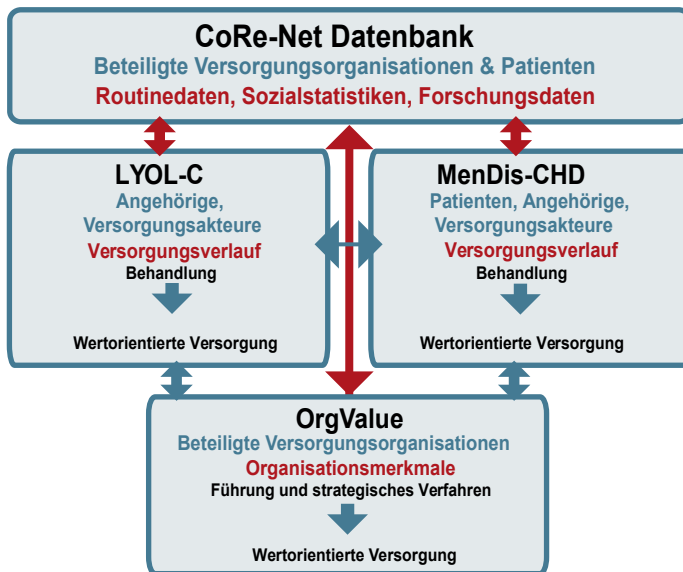 CoRe-Net Datenbank
Beteiligte Versorgungsorganisationen & Patienten
Routinedaten, Sozialstatistiken, Forschungsdaten
LYOL-C
Angehörige,
Versorgungsakteure
Versorgungsverlauf
Behandlung
Wertorientierte Versorgung
MenDis-CHD
Patienten, Angehörige,
Versorgungsakteure
Versorgungsverlauf
Behandlung
Wertorientierte Versorgung
OrgValue
Beteiligte Versorgungsorganisationen
Organisationsmerkmale
Führung und strategisches Verfahren
Wertorientierte Versorgung